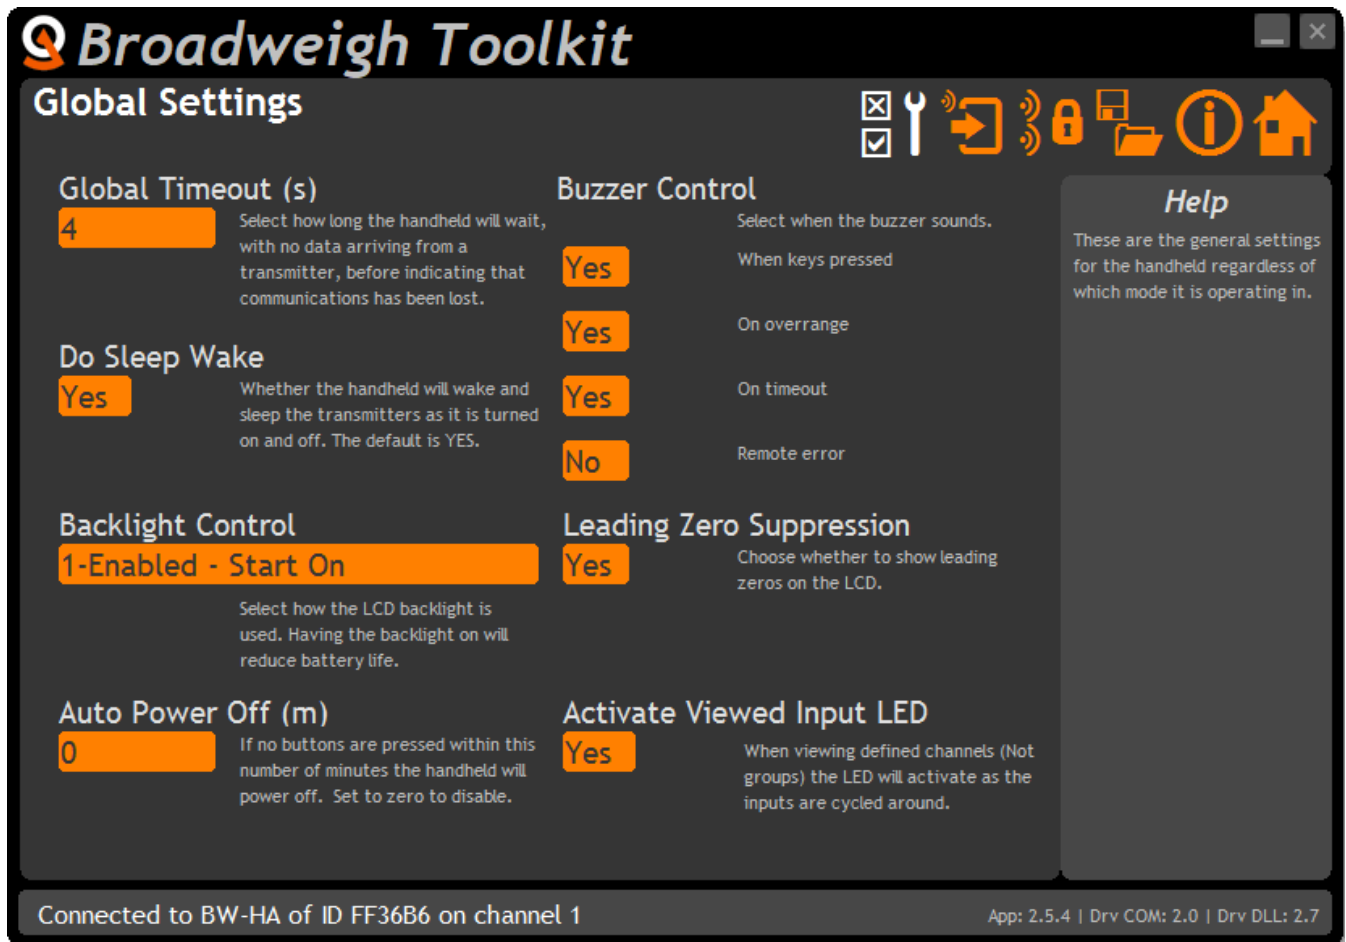 Broadweigh Toolkit
Global Settings
Global Timeout (s)
4
Select how long the handheld will wait,
with no data arriving from a
transmitter, before indicating that
communications has been lost.
Do Sleep Wake
Yes
Whether the handheld will wake and
sleep the transmitters as it is turned
on and off. The default is YES.
Backlight Control
1-Enabled - Start On
Select how the LCD backlight is
used. Having the backlight on will
reduce battery life.
Auto Power Off (m)
0
If no buttons are pressed within this
number of minutes the handheld will
power off.  Set to zero to disable.
Buzzer Control
Select when the buzzer sounds.
Yes
When keys pressed
Yes
On overrange
Yes
On timeout
No
Remote error
Leading Zero Suppression
Yes
Choose whether to show leading
zeros on the LCD.
Activate Viewed Input LED
Yes
When viewing defined channels (Not
groups) the LED will activate as the
inputs are cycled around.
Help
These are the general settings
for the handheld regardless of
which mode it is operating in.
Connected to BW-HA of ID FF36B6 on channel 1
App: 2.5.4 | Drv COM: 2.0 | Drv DLL: 2.7